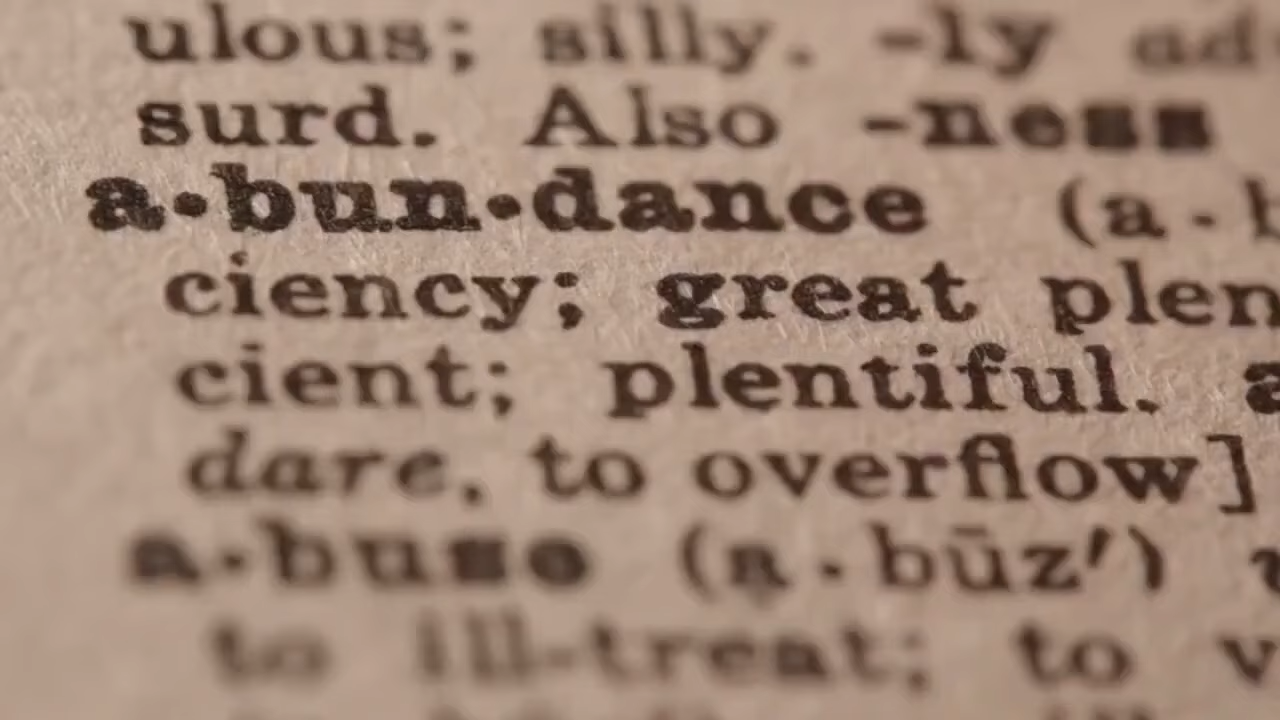 ulous; silly. -ly ad
surd. Also -ness
a·bun·dance (a - b
ciency; great plen
cient; plentiful. a
dare, to overflow]
a·buse (a · būz′) v
to ill-treat; to v